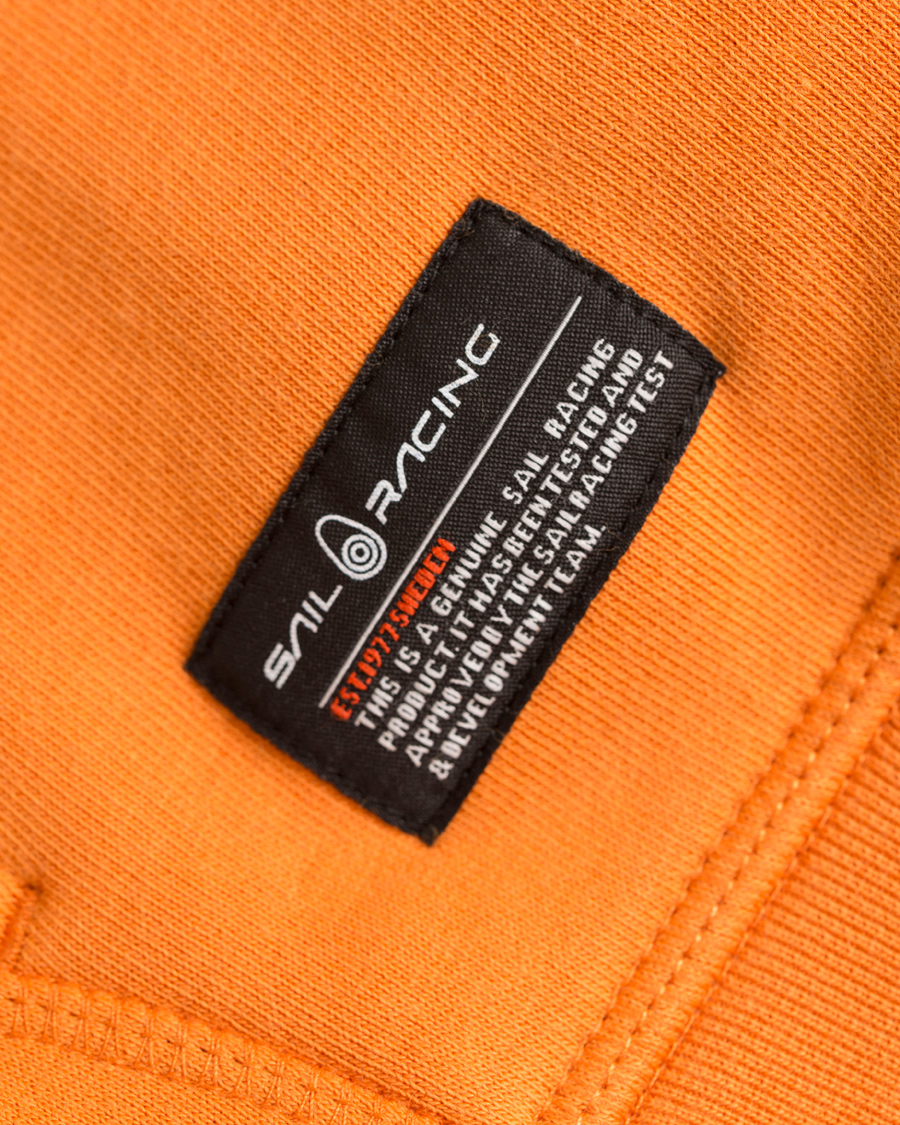 SAIL RACING
EST.1977 SWEDEN
THIS IS A GENUINE SAIL RACING
PRODUCT. IT HAS BEEN TESTED AND
APPROVED BY THE SAIL RACING TEST
& DEVELOPMENT TEAM.